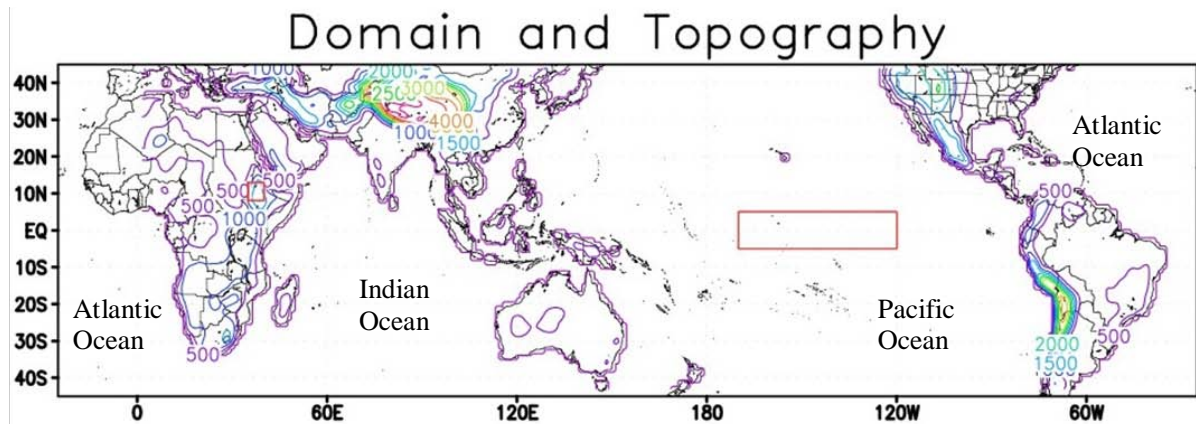 Domain and Topography
1000
2000
3000
2500
4000
1000
1500
40N
30N
20N
10N
EQ
10S
20S
30S
40S
Atlantic
Ocean
500
500
500
500
1000
Indian
Ocean
Atlantic
Ocean
Pacific
Ocean
500
500
2000
1500
0
60E
120E
180
120W
60W